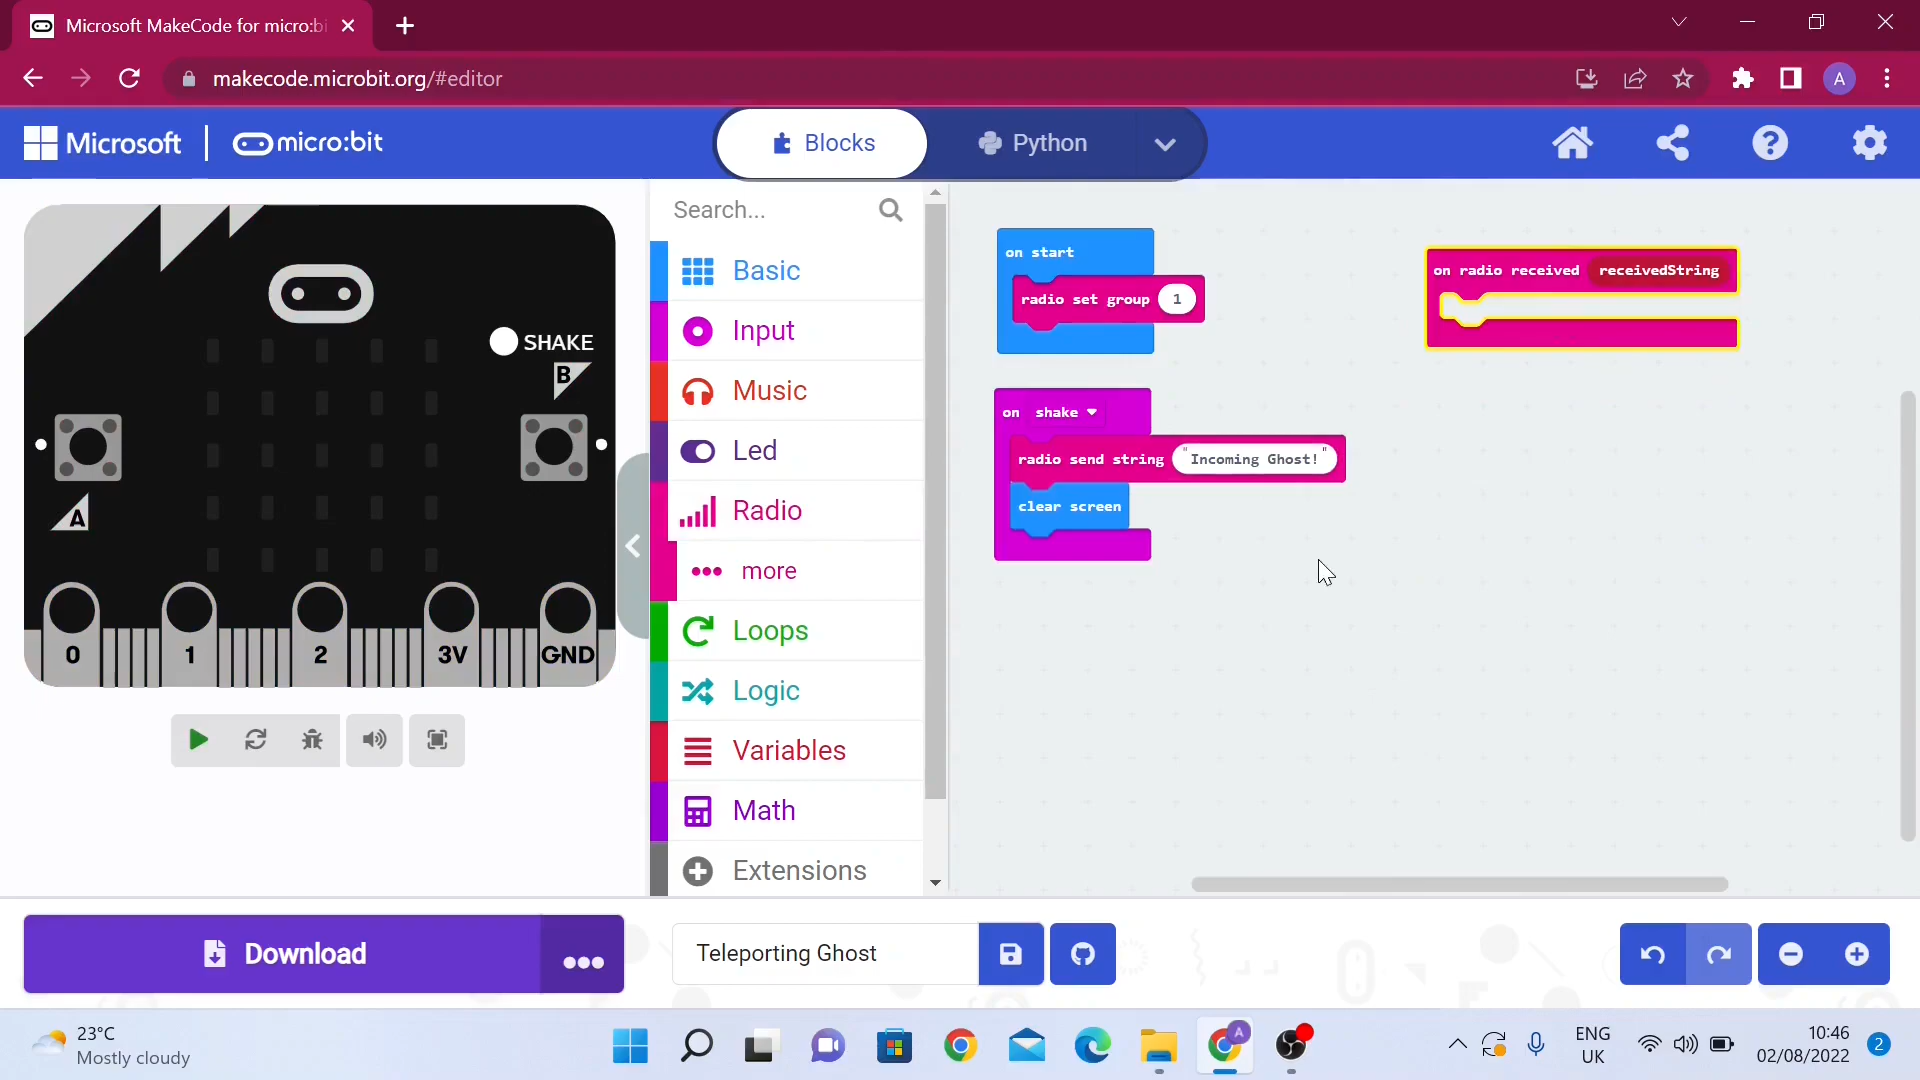 Microsoft MakeCode for micro:bi
makecode.microbit.org/#editor
A
Microsoft
micro:bit
Blocks
Python
Search...
Basic
Input
Music
Led
Radio
more
Loops
Logic
Variables
Math
Extensions
SHAKE
B
A
0 1 2 3V GND
on start
radio set group 1
on radio received receivedString
on shake
radio send string "Incoming Ghost!"
clear screen
Download
Teleporting Ghost
23°C
Mostly cloudy
A
ENG
UK
10:46
02/08/2022
2